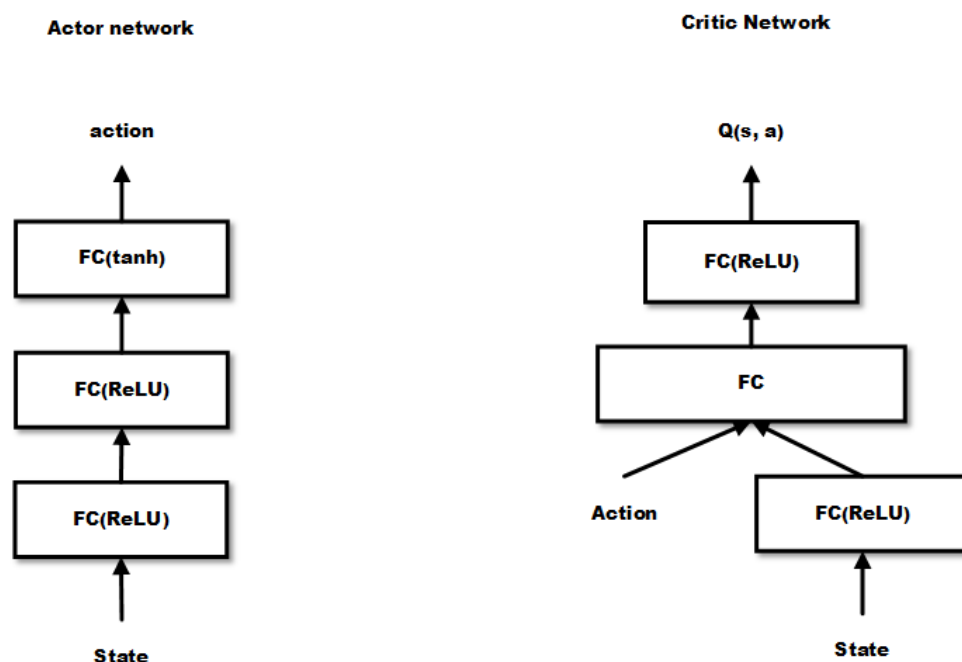 Actor network
action
FC(tanh)
FC(ReLU)
FC(ReLU)
State
Critic Network
Q(s, a)
FC(ReLU)
FC
Action
FC(ReLU)
State